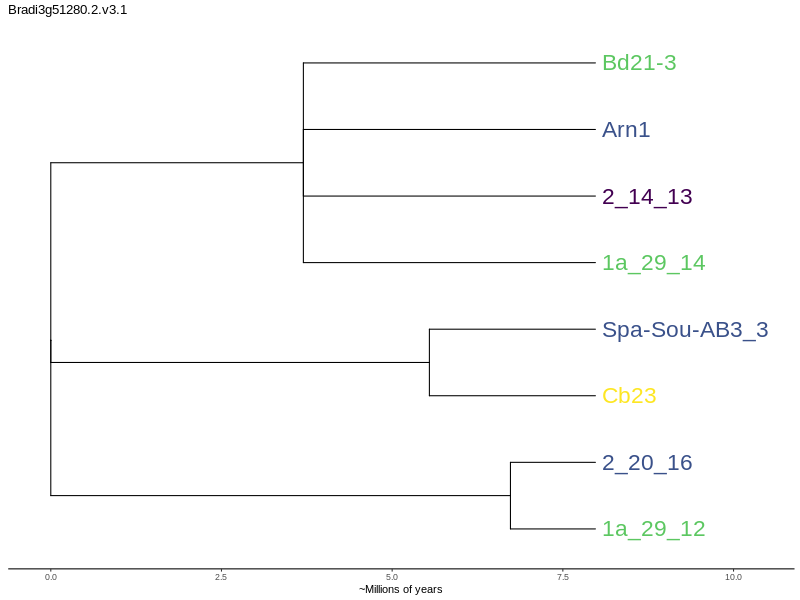 Bradi3g51280.2.v3.1
Bd21-3
Arn1
2_14_13
1a_29_14
Spa-Sou-AB3_3
Cb23
2_20_16
1a_29_12
0.0 2.5 5.0 7.5 10.0
~Millions of years